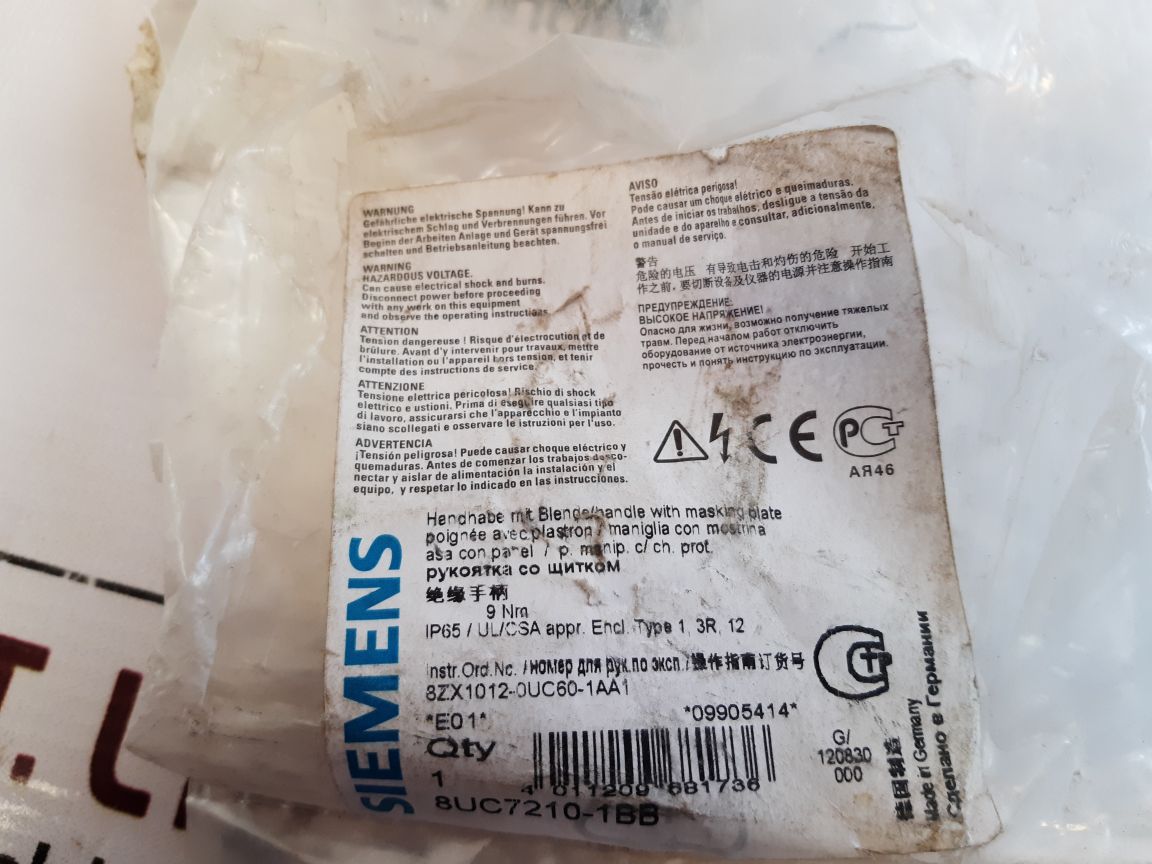 WARNUNG
Gefährliche elektrische Spannung! Kann zu
elektrischem Schlag und Verbrennungen führen. Vor
Beginn der Arbeiten Anlage und Gerät spannungsfrei
schalten und Betriebsanleitung beachten.
WARNING
HAZARDOUS VOLTAGE.
Can cause electrical shock and burns.
Disconnect power before proceeding
with any work on this equipment
and observe the operating instructions.
ATTENTION
Tension dangereuse ! Risque d'électrocution et de
brûlure. Avant d'y intervenir pour travaux, mettre
l'installation ou l'appareil hors tension, et tenir
compte des instructions de service.
ATTENZIONE
Tensione elettrica pericolosa! Rischio di shock
elettrico e ustioni. Prima di eseguire qualsiasi tipo
di lavoro, assicurarsi che l'apparecchio e l'impianto
siano scollegati e osservare le istruzioni per l'uso.
ADVERTENCIA
¡Tensión peligrosa! Puede causar choque eléctrico y
quemaduras. Antes de comenzar los trabajos desco-
nectar y aislar de alimentación la instalación y el
equipo, y respetar lo indicado en las instrucciones.
AVISO
Tensão elétrica perigosa!
Pode causar um choque elétrico e queimaduras.
Antes de iniciar os trabalhos, desligue a tensão da
unidade e do aparelho e consultar, adicionalmente,
o manual de serviço.
警告
危险的电压 有导致电击和灼伤的危险 开始工
作之前，要切断设备及仪器的电源并注意操作指南
ПРЕДУПРЕЖДЕНИЕ:
ВЫСОКОЕ НАПРЯЖЕНИЕ!
Опасно для жизни, возможно получение тяжелых
травм. Перед началом работ отключить
оборудование от источника электроэнергии,
прочесть и понять инструкцию по эксплуатации.
CE
РСТ
АЯ46
SIEMENS
Handhabe mit Blende/handle with masking plate
poignée avec plastron / maniglia con mostrina
asa con panel / p. manip. c/ ch. prot.
рукоятка со щитком
绝缘手柄
9 Nm
IP65 / UL/CSA appr. Encl. Type 1, 3R, 12
Instr.Ord.Nc. / номер для рук.по эксп./操作指南订货号
8ZX1012-0UC60-1AA1
*E01*
*09905414*
Qty
1
4 011209 681736
8UC7210-1BB
Стр
G/
120830
000
德国制造
Made in Germany
Сделано в Германии